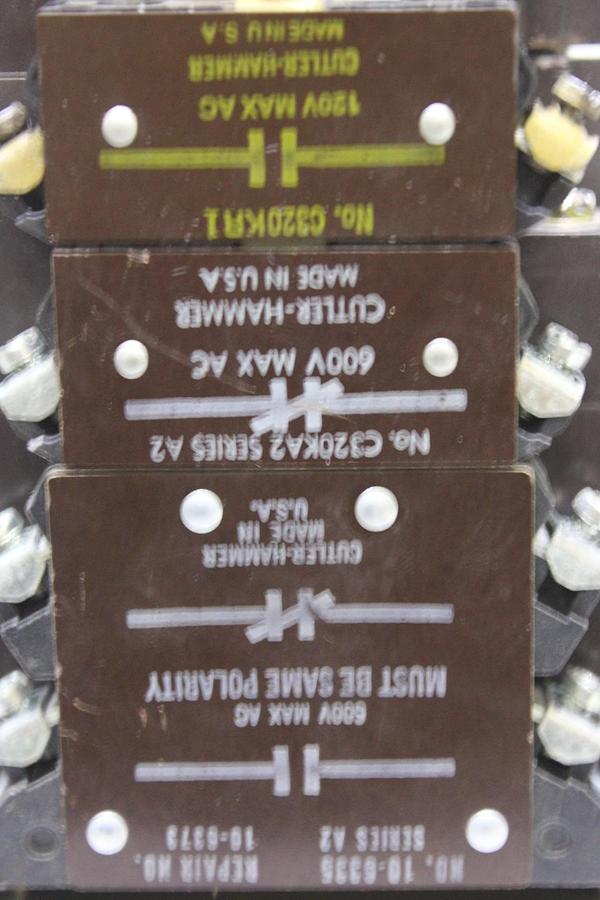 NO. 10-6335 REPAIR NO.
SERIES A2 10-6373
600V MAX AC
MUST BE SAME POLARITY
CUTLER-HAMMER
MADE IN
U.S.A.
No. C320KA2 SERIES A2
600V MAX AC
CUTLER-HAMMER
MADE IN U.S.A.
No. C320KR1
120V MAX AC
CUTLER-HAMMER
MADE IN U S A